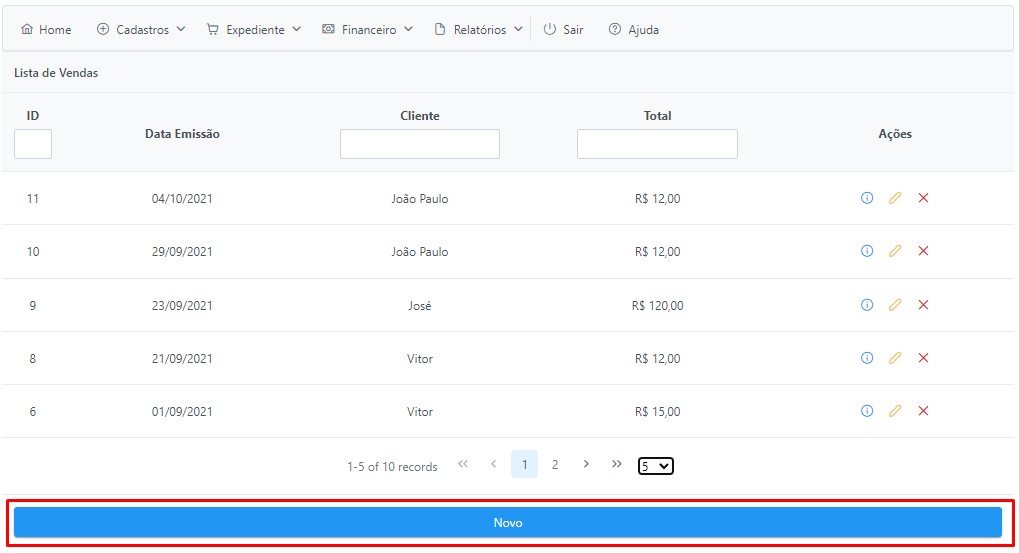 Home Cadastros Expediente Financeiro Relatórios Sair Ajuda
Lista de Vendas
ID Data Emissão Cliente Total Ações
11 04/10/2021 João Paulo R$ 12,00
10 29/09/2021 João Paulo R$ 12,00
9 23/09/2021 José R$ 120,00
8 21/09/2021 Vitor R$ 12,00
6 01/09/2021 Vitor R$ 15,00
1-5 of 10 records 1 2 5
Novo